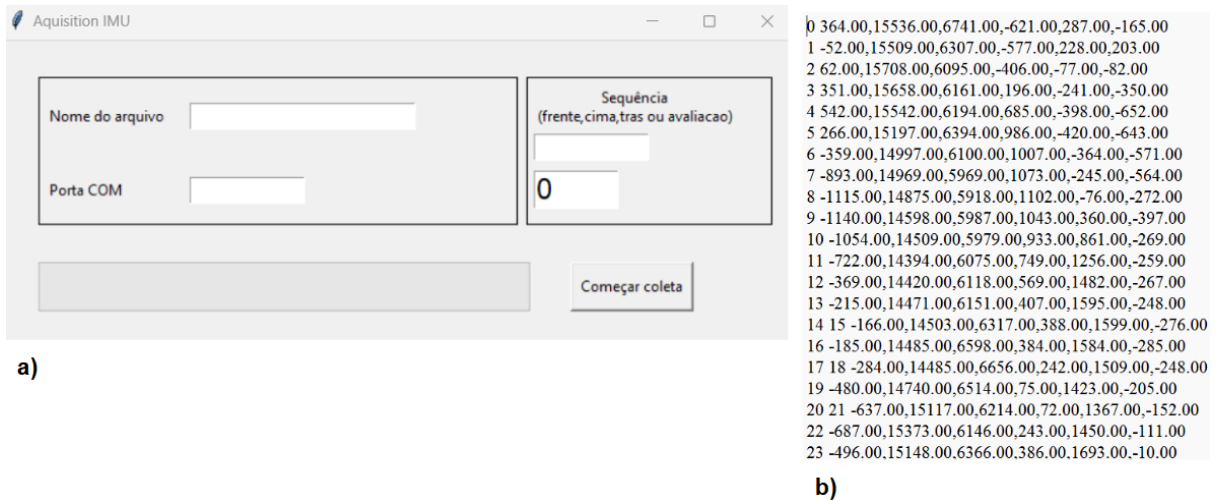 Aquisition IMU
Nome do arquivo
Porta COM
Sequência
(frente,cima,tras ou avaliacao)
0
Começar coleta
a)
0 364.00,15536.00,6741.00,-621.00,287.00,-165.00
1 -52.00,15509.00,6307.00,-577.00,228.00,203.00
2 62.00,15708.00,6095.00,-406.00,-77.00,-82.00
3 351.00,15658.00,6161.00,196.00,-241.00,-350.00
4 542.00,15542.00,6194.00,685.00,-398.00,-652.00
5 266.00,15197.00,6394.00,986.00,-420.00,-643.00
6 -359.00,14997.00,6100.00,1007.00,-364.00,-571.00
7 -893.00,14969.00,5969.00,1073.00,-245.00,-564.00
8 -1115.00,14875.00,5918.00,1102.00,-76.00,-272.00
9 -1140.00,14598.00,5987.00,1043.00,360.00,-397.00
10 -1054.00,14509.00,5979.00,933.00,861.00,-269.00
11 -722.00,14394.00,6075.00,749.00,1256.00,-259.00
12 -369.00,14420.00,6118.00,569.00,1482.00,-267.00
13 -215.00,14471.00,6151.00,407.00,1595.00,-248.00
14 15 -166.00,14503.00,6317.00,388.00,1599.00,-276.00
16 -185.00,14485.00,6598.00,384.00,1584.00,-285.00
17 18 -284.00,14485.00,6656.00,242.00,1509.00,-248.00
19 -480.00,14740.00,6514.00,75.00,1423.00,-205.00
20 21 -637.00,15117.00,6214.00,72.00,1367.00,-152.00
22 -687.00,15373.00,6146.00,243.00,1450.00,-111.00
23 -496.00,15148.00,6366.00,386.00,1693.00,-10.00
b)